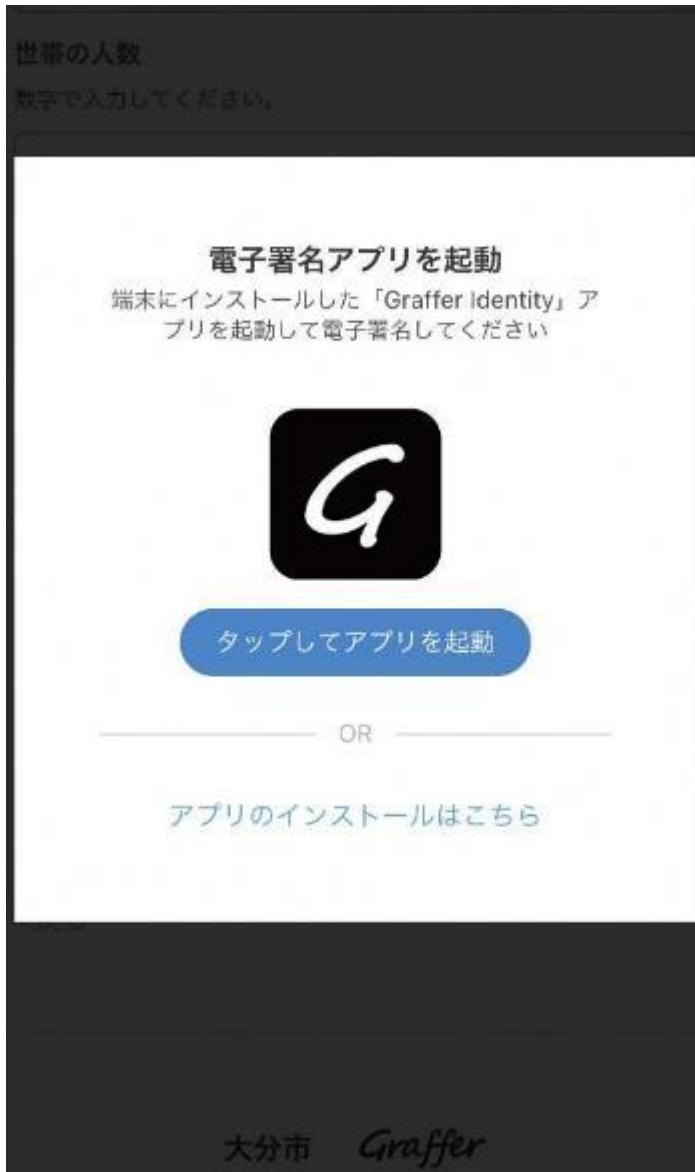 世帯の人数
数字で入力してください。
電子署名アプリを起動
端末にインストールした「Graffer Identity」ア
プリを起動して電子署名してください
G
タップしてアプリを起動
OR
アプリのインストールはこちら
大分市 Graffer